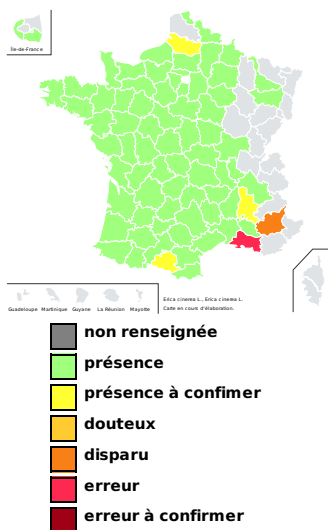 Île-de-France
Guadeloupe Martinique Guyane La Réunion Mayotte
Erica cinerea L., Erica cinerea L.
Carte en cours d'élaboration.
non renseignée
présence
présence à confimer
douteux
disparu
erreur
erreur à confirmer